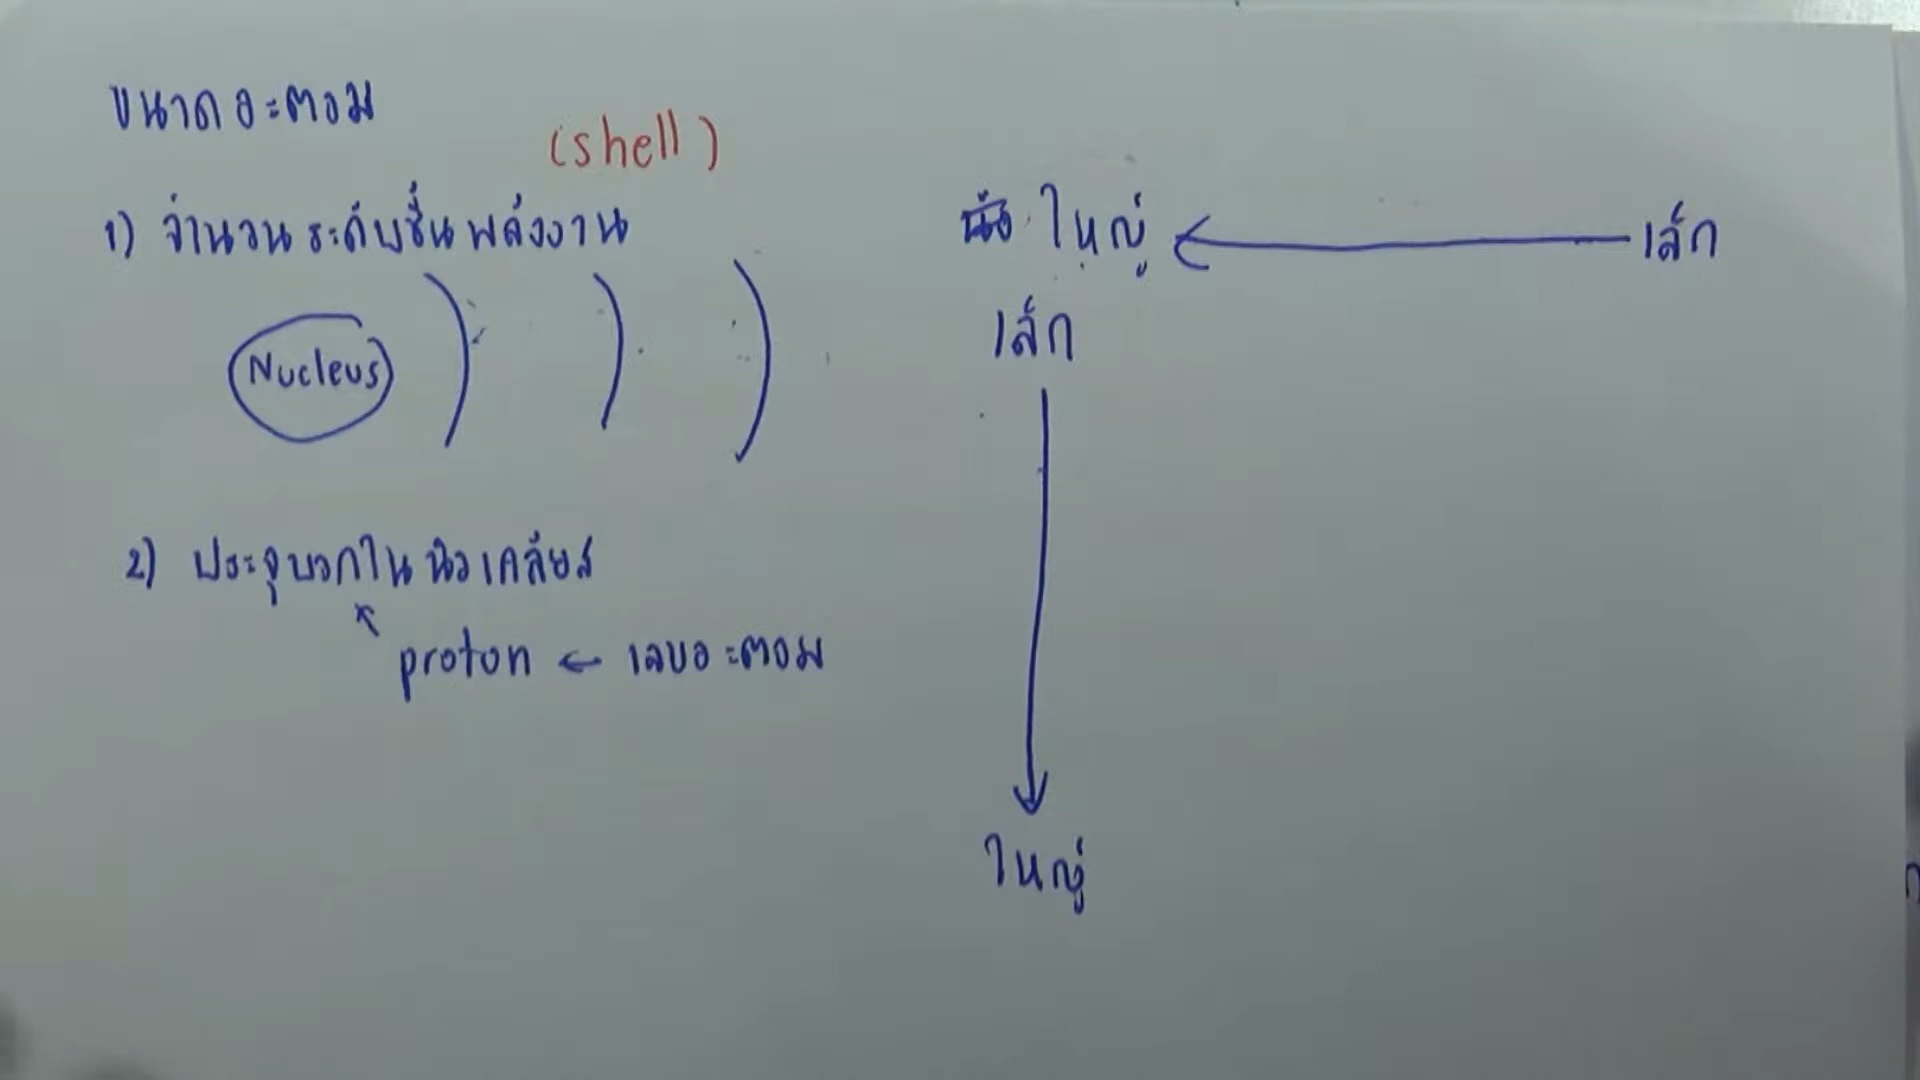 ขนาดอะตอม
(shell)
1) จำนวนระดับชั้นพลังงาน
Nucleus
2) ประจุบวกในนิวเคลียส
proton ← เลขอะตอม
ใหญ่ ← เล็ก
เล็ก
ใหญ่